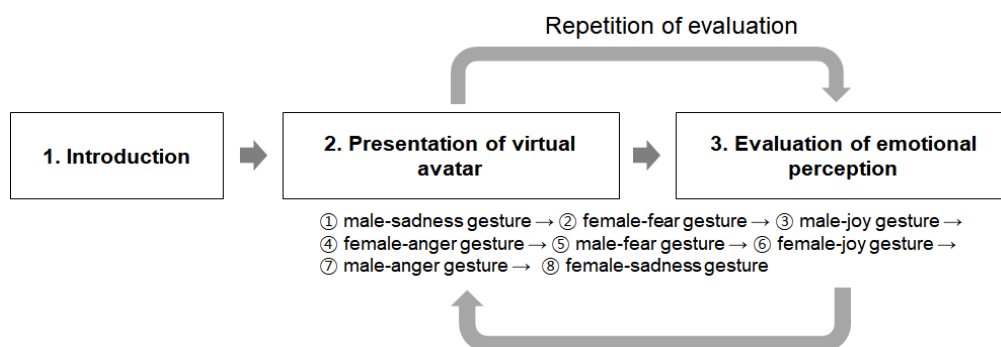 Repetition of evaluation
1. Introduction
2. Presentation of virtual
avatar
3. Evaluation of emotional
perception
① male-sadness gesture → ② female-fear gesture → ③ male-joy gesture →
④ female-anger gesture → ⑤ male-fear gesture → ⑥ female-joy gesture →
⑦ male-anger gesture → ⑧ female-sadness gesture